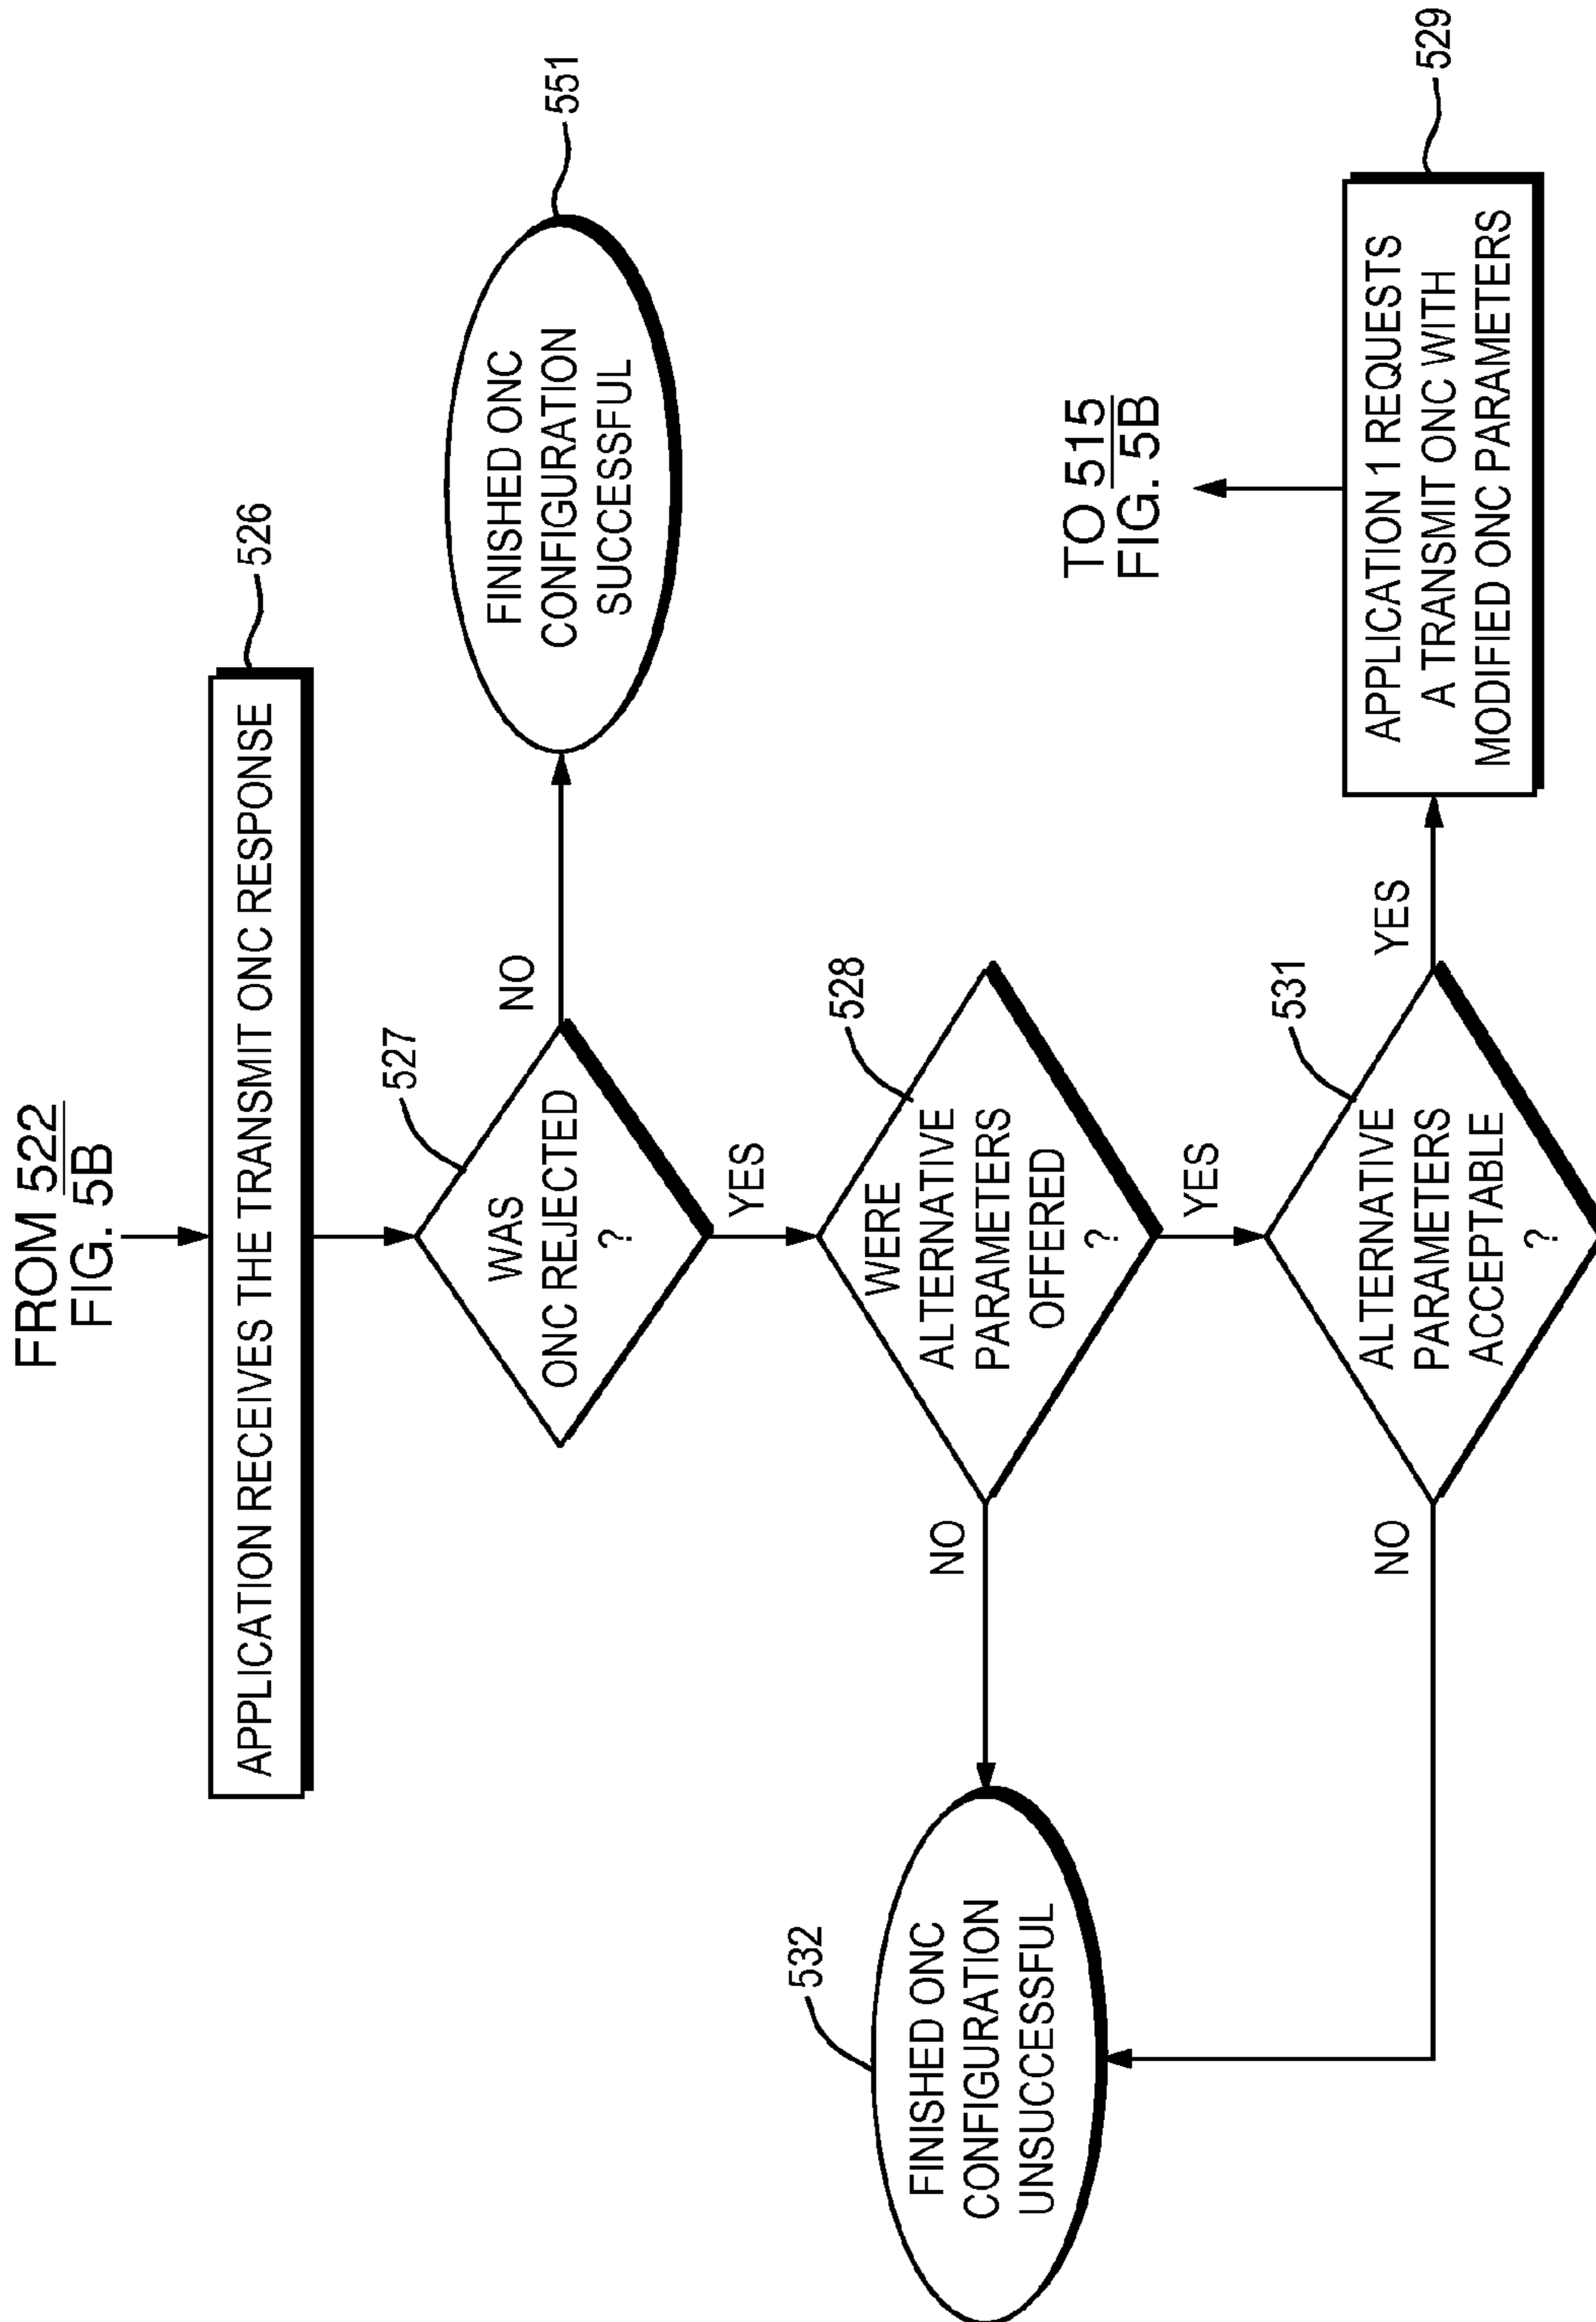 FROM 522
FIG. 5B
APPLICATION RECEIVES THE TRANSMIT ONC RESPONSE
526
WAS
ONC REJECTED
?
527
NO
FINISHED ONC
CONFIGURATION
SUCCESSFUL
551
YES
WERE
ALTERNATIVE
PARAMETERS
OFFERED
?
528
NO
FINISHED ONC
CONFIGURATION
UNSUCCESSFUL
532
YES
ALTERNATIVE
PARAMETERS
ACCEPTABLE
?
531
NO
YES
APPLICATION 1 REQUESTS
A TRANSMIT ONC WITH
MODIFIED ONC PARAMETERS
529
TO 515
FIG. 5B